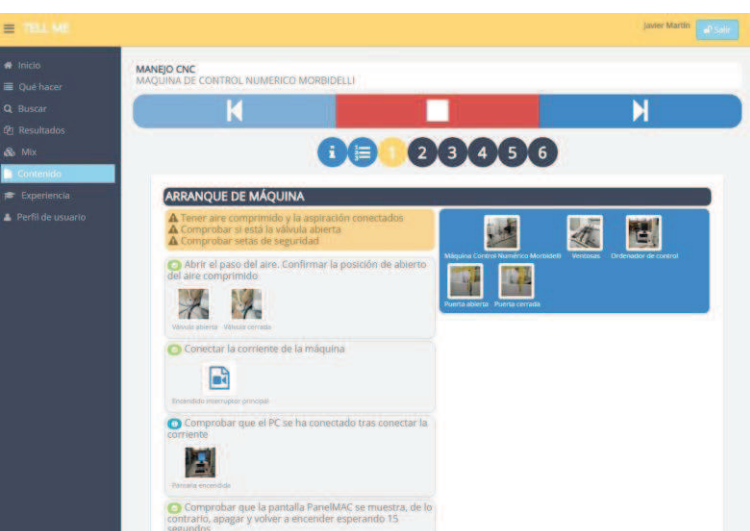 TELL ME
Javier Martín
Salir
Inicio
Qué hacer
Buscar
Resultados
Mix
Contenido
Experiencia
Perfil de usuario
MANEJO CNC
MAQUINA DE CONTROL NUMERICO MORBIDELLI
1 2 3 4 5 6
ARRANQUE DE MÁQUINA
Tener aire comprimido y la aspiración conectados
Comprobar si está la válvula abierta
Comprobar setas de seguridad
Abrir el paso del aire. Confirmar la posición de abierto
del aire comprimido
Válvula abierta Válvula cerrada
Conectar la corriente de la máquina
Encendido interruptor principal
Comprobar que el PC se ha conectado tras conectar la
corriente
Pantalla encendida
Comprobar que la pantalla PanelMAC se muestra, de lo
contrario, apagar y volver a encender esperando 15
segundos
Máquina Control Numérico Morbidelli Ventosas Ordenador de control
Puerta abierta Puerta cerrada